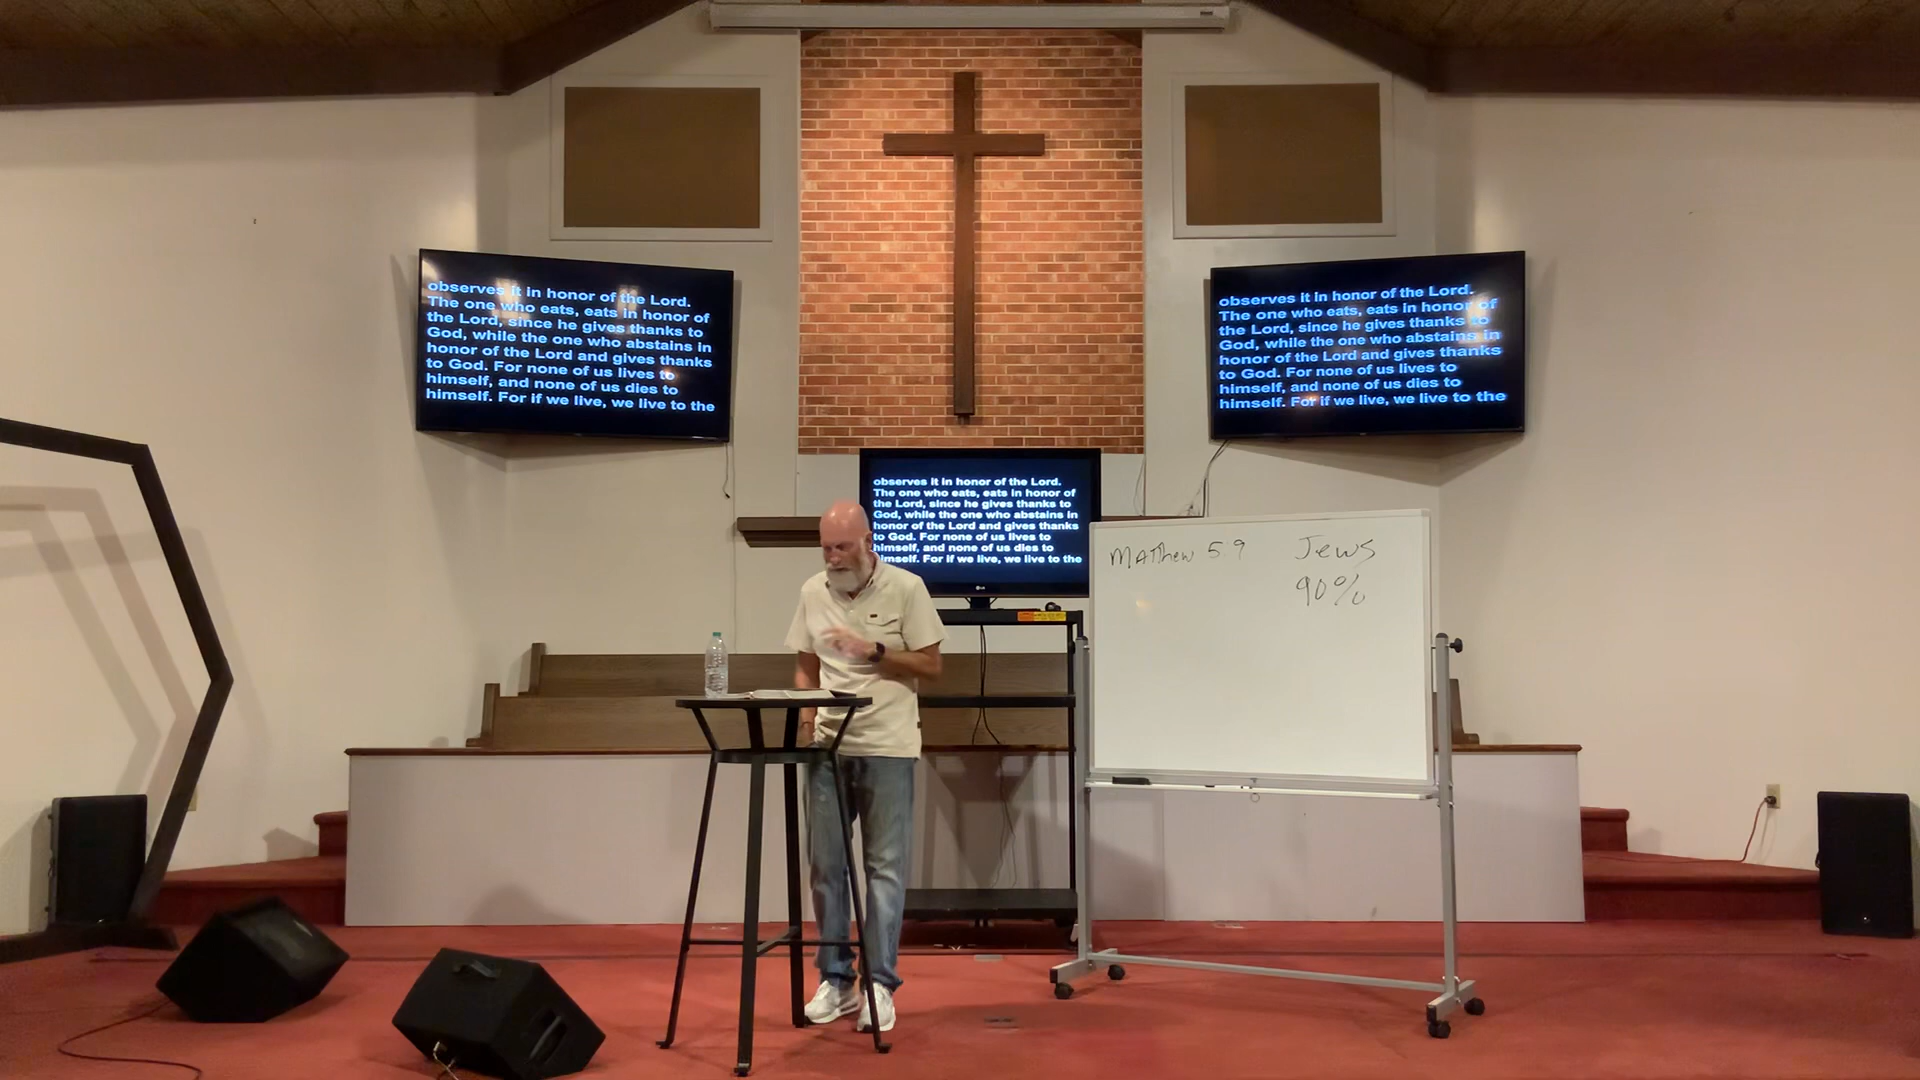 observes it in honor of the Lord.
The one who eats, eats in honor of
the Lord, since he gives thanks to
God, while the one who abstains in
honor of the Lord and gives thanks
to God. For none of us lives to
himself, and none of us dies to
himself. For if we live, we live to the
observes it in honor of the Lord.
The one who eats, eats in honor of
the Lord, since he gives thanks to
God, while the one who abstains in
honor of the Lord and gives thanks
to God. For none of us lives to
himself, and none of us dies to
himself. For if we live, we live to the
observes it in honor of the Lord.
The one who eats, eats in honor of
the Lord, since he gives thanks to
God, while the one who abstains in
honor of the Lord and gives thanks
to God. For none of us lives to
himself, and none of us dies to
himself. For if we live, we live to the
LG
Matthew 5:9 Jews
90%